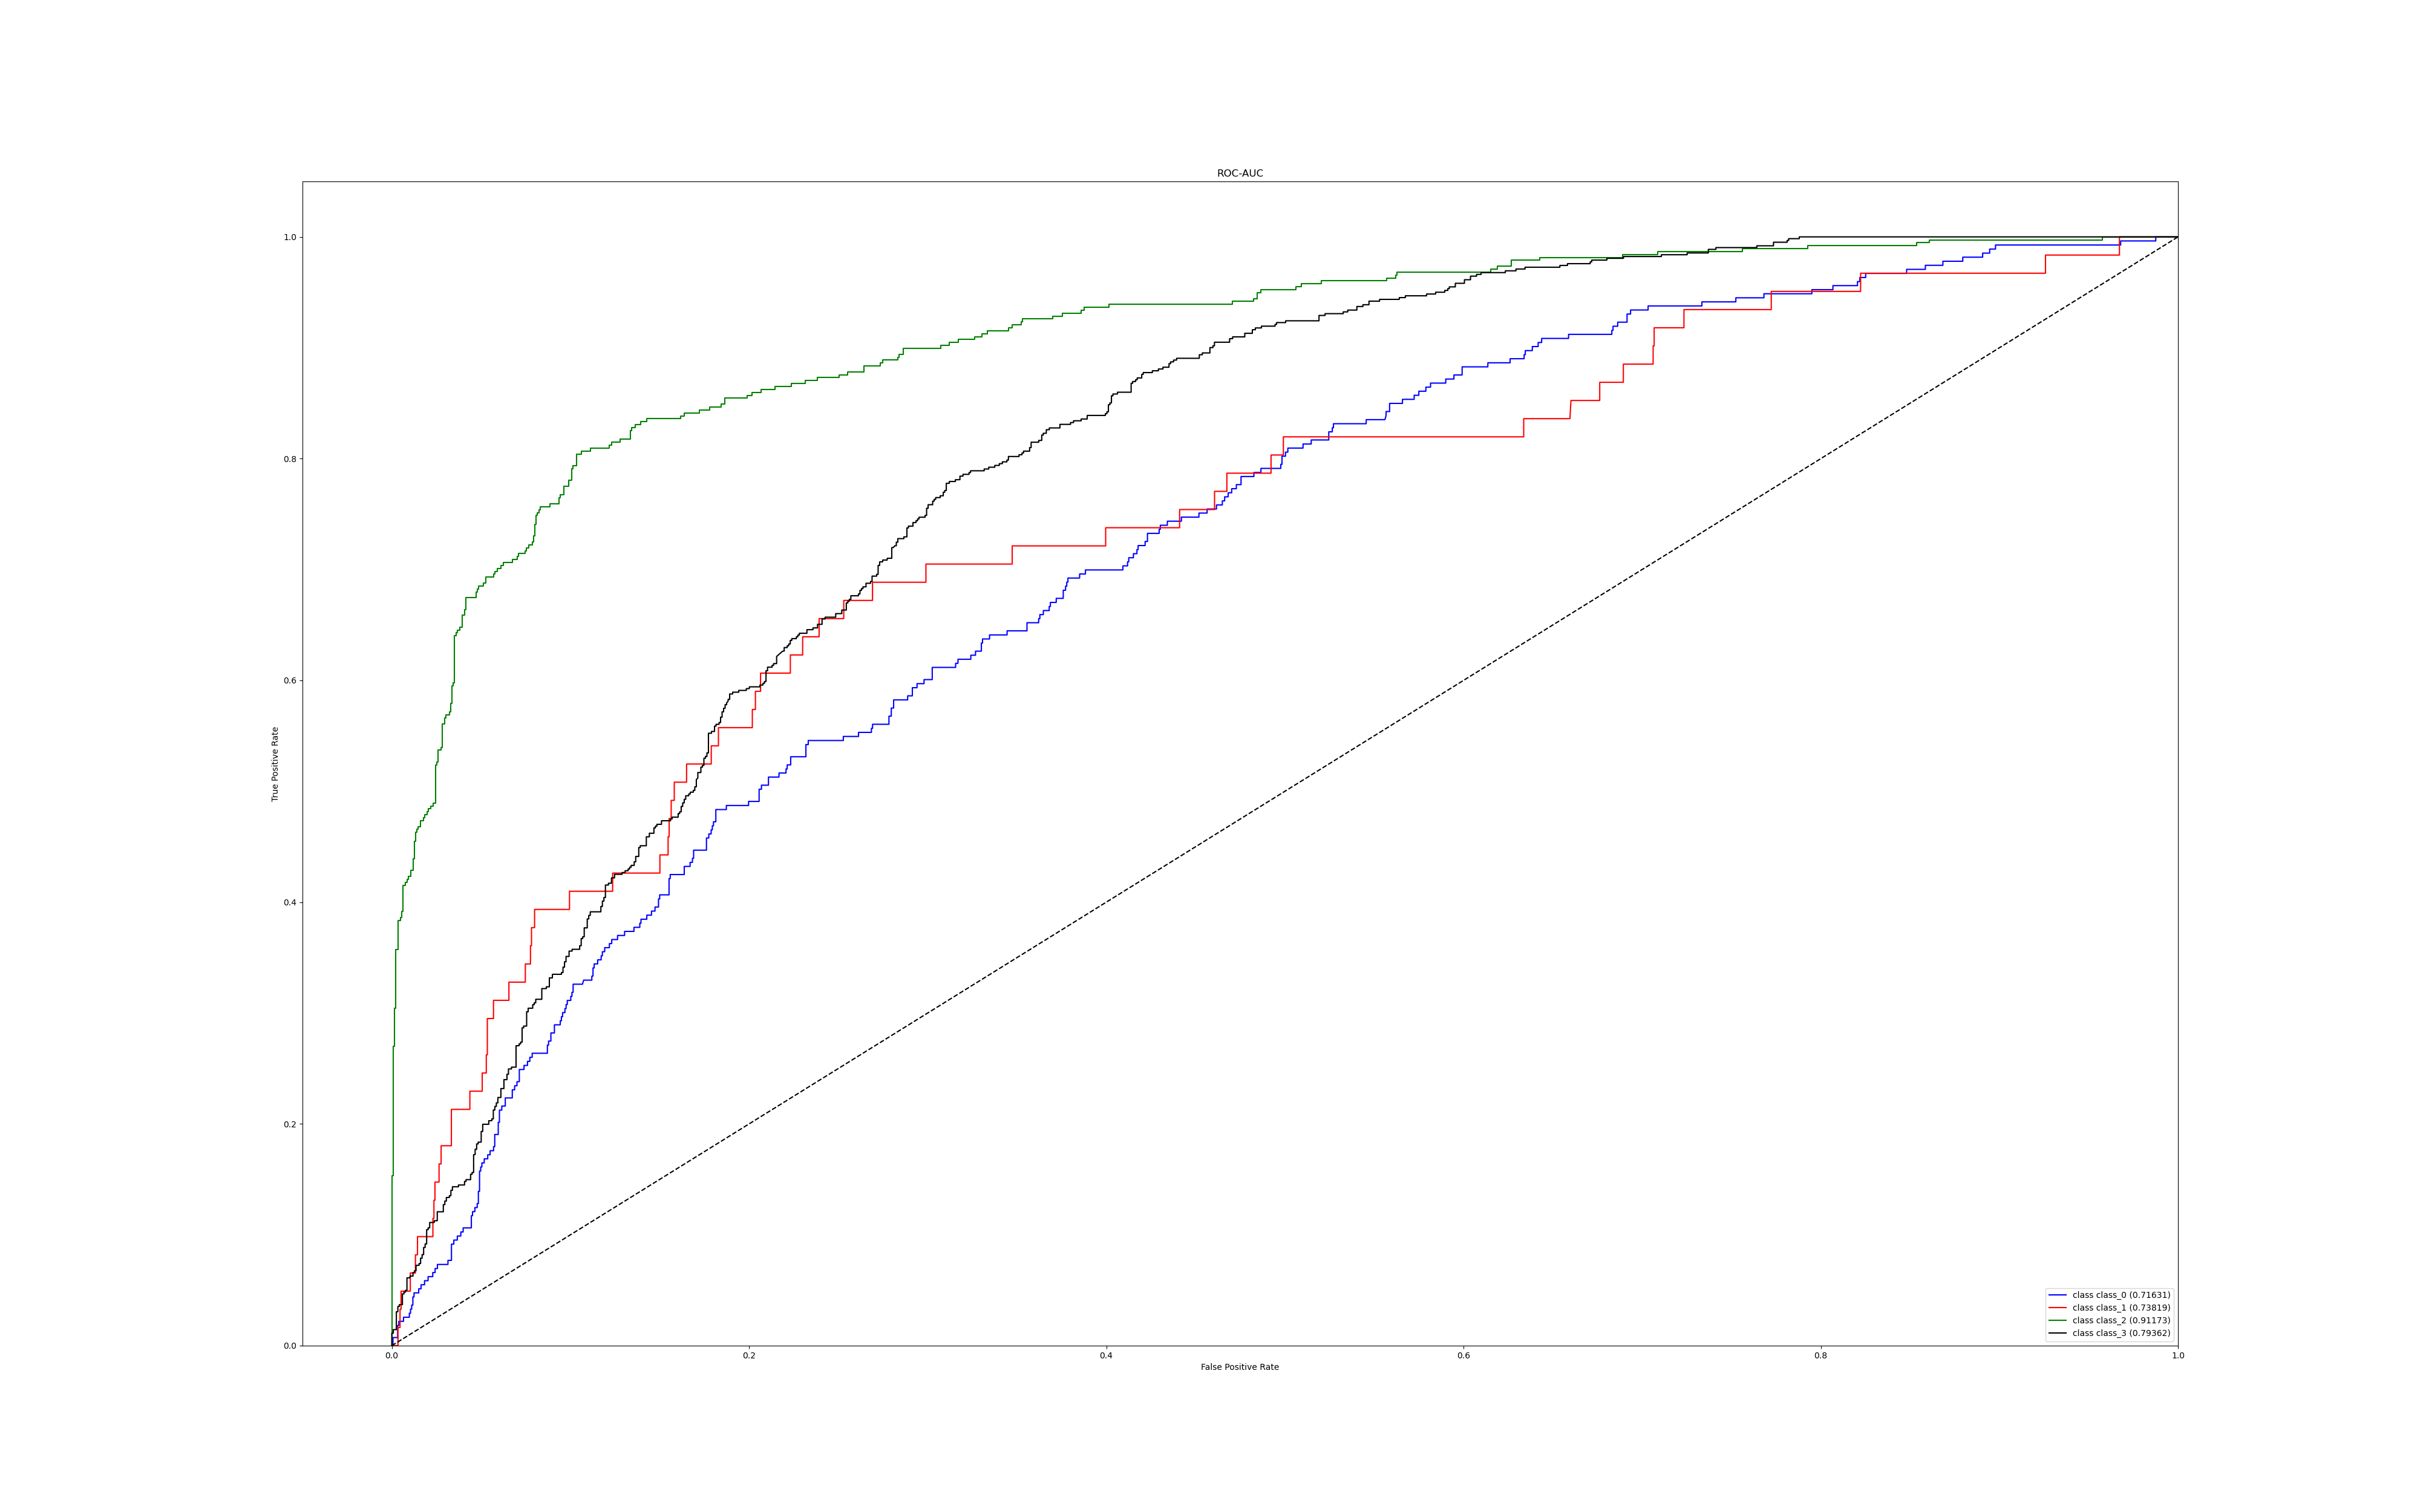 ROC-AUC
1.0
0.8
0.6
0.4
0.2
0.0
True Positive Rate
0.0
0.2
0.4
0.6
0.8
1.0
False Positive Rate
class class_0 (0.71631)
class class_1 (0.73819)
class class_2 (0.91173)
class class_3 (0.79362)